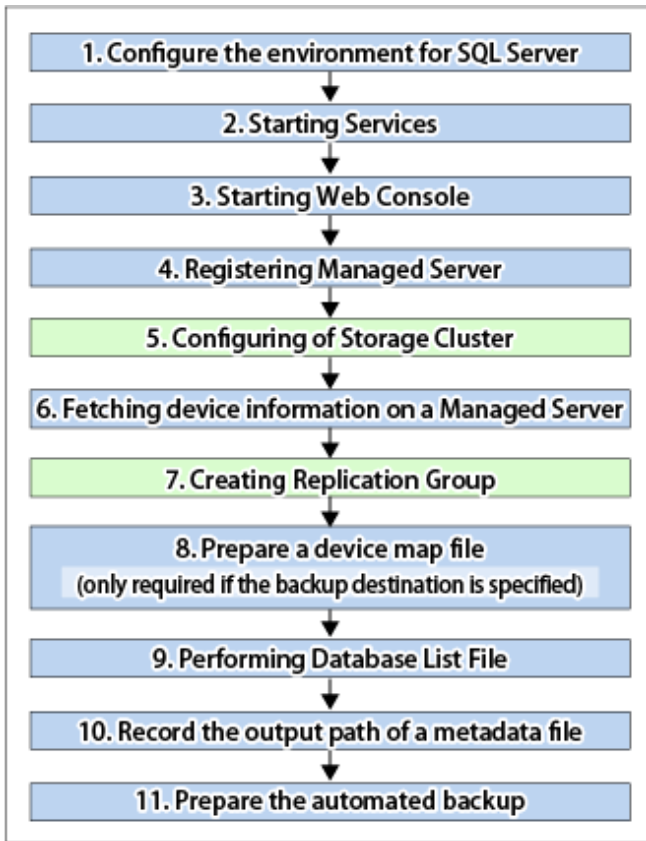 1. Configure the environment for SQL Server
2. Starting Services
3. Starting Web Console
4. Registering Managed Server
5. Configuring of Storage Cluster
6. Fetching device information on a Managed Server
7. Creating Replication Group
8. Prepare a device map file
(only required if the backup destination is specified)
9. Performing Database List File
10. Record the output path of a metadata file
11. Prepare the automated backup